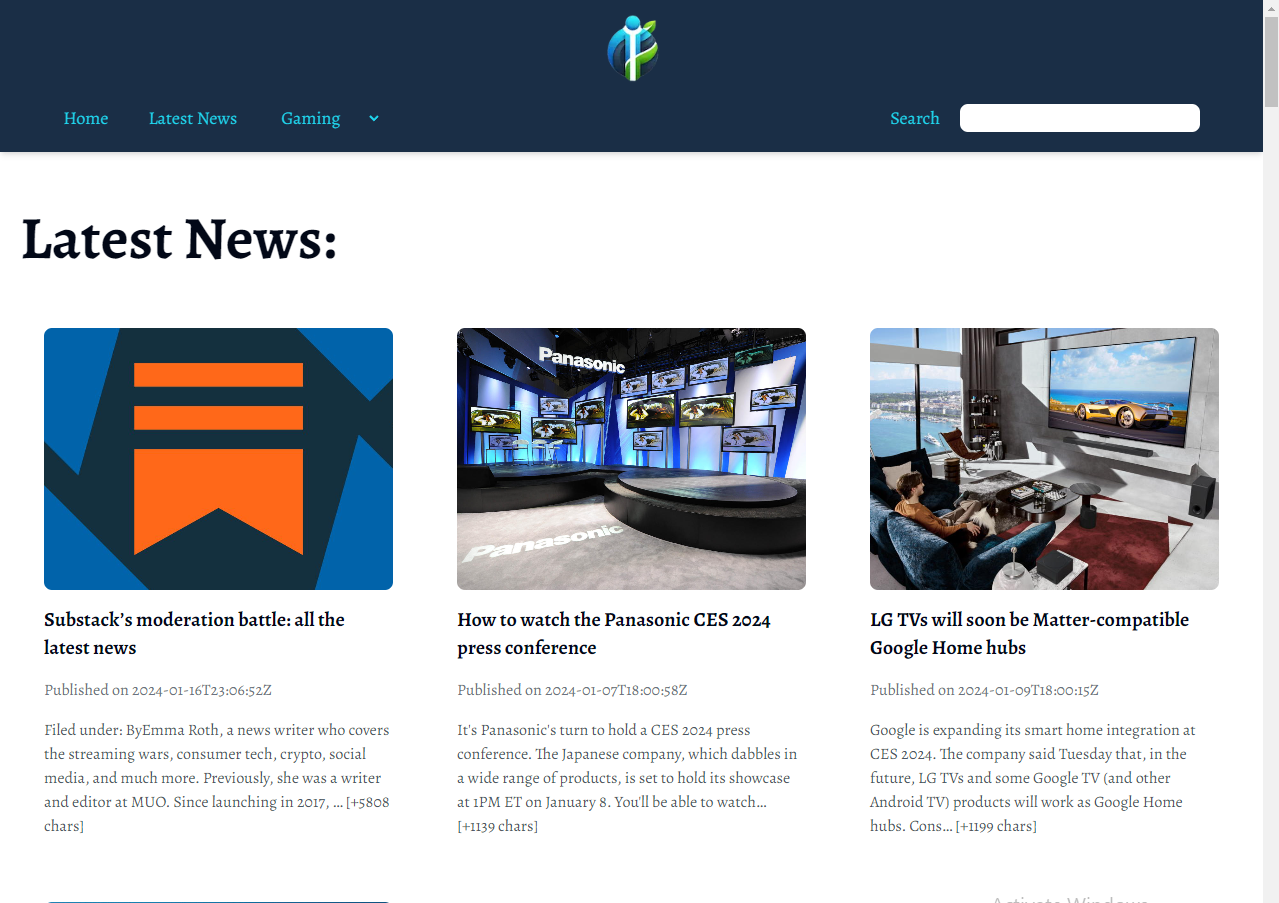 Home Latest News Gaming Search
Latest News:
Panasonic
Panasonic
Substack’s moderation battle: all the
latest news
Published on 2024-01-16T23:06:52Z
Filed under: ByEmma Roth, a news writer who covers
the streaming wars, consumer tech, crypto, social
media, and much more. Previously, she was a writer
and editor at MUO. Since launching in 2017, … [+5808
chars]
How to watch the Panasonic CES 2024
press conference
Published on 2024-01-07T18:00:58Z
It's Panasonic's turn to hold a CES 2024 press
conference. The Japanese company, which dabbles in
a wide range of products, is set to hold its showcase
at 1PM ET on January 8. You'll be able to watch…
[+1139 chars]
LG TVs will soon be Matter-compatible
Google Home hubs
Published on 2024-01-09T18:00:15Z
Google is expanding its smart home integration at
CES 2024. The company said Tuesday that, in the
future, LG TVs and some Google TV (and other
Android TV) products will work as Google Home
hubs. Cons… [+1199 chars]
Activate Windows